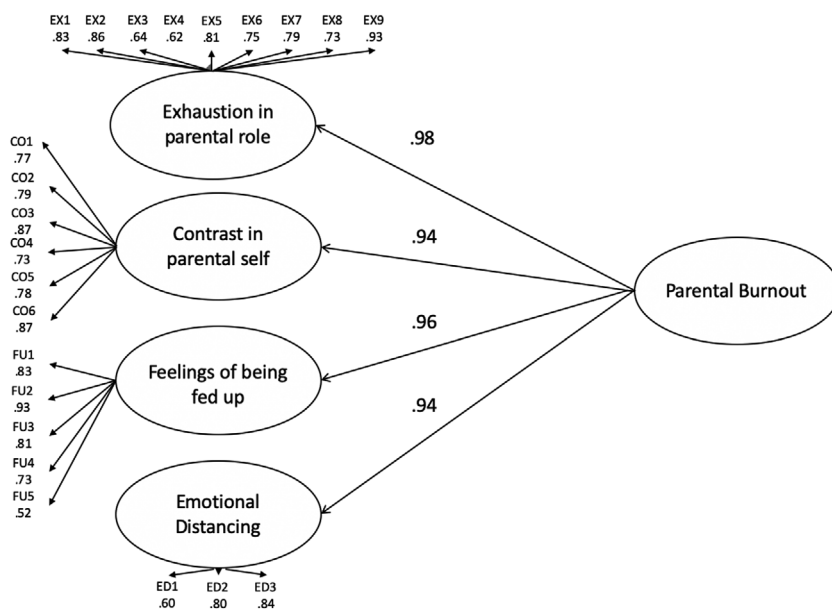 EX1 EX2 EX3 EX4 EX5 EX6 EX7 EX8 EX9
.83 .86 .64 .62 .81 .75 .79 .73 .93
Exhaustion in
parental role
.98
CO1
.77
CO2
.79
CO3
.87
CO4
.73
CO5
.78
CO6
.87
Contrast in
parental self
.94
Parental Burnout
.96
FU1
.83
FU2
.93
FU3
.81
FU4
.73
FU5
.52
Feelings of being
fed up
.94
Emotional
Distancing
ED1 ED2 ED3
.60 .80 .84